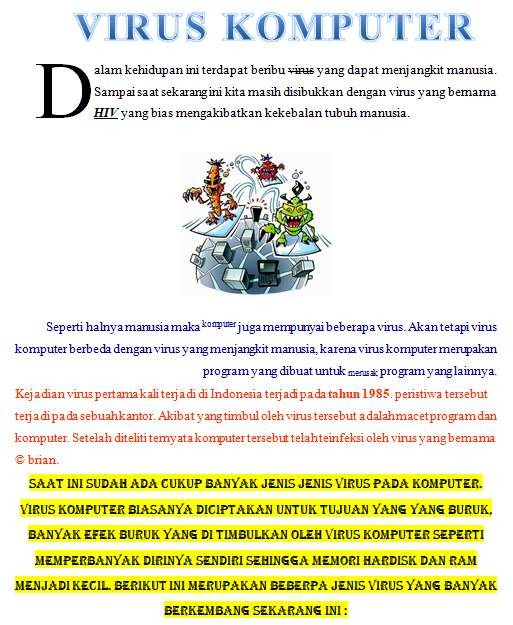 VIRUS KOMPUTER
Dalam kehidupan ini terdapat beribu virus yang dapat menjangkit manusia.
Sampai saat sekarang ini kita masih disibukkan dengan virus yang bernama
HIV yang bias mengakibatkan kekebalan tubuh manusia.
Seperti halnya manusia maka komputer juga mempunyai beberapa virus. Akan tetapi virus
komputer berbeda dengan virus yang menjangkit manusia, karena virus komputer merupakan
program yang dibuat untuk merusak program yang lainnya.
Kejadian virus pertama kali terjadi di Indonesia terjadi pada tahun 1985. peristiwa tersebut
terjadi pada sebuah kantor. Akibat yang timbul oleh virus tersebut adalah macet program dan
komputer. Setelah diteliti ternyata komputer tersebut telah teinfeksi oleh virus yang bernama
© brian.
SAAT INI SUDAH ADA CUKUP BANYAK JENIS JENIS VIRUS PADA KOMPUTER.
VIRUS KOMPUTER BIASANYA DICIPTAKAN UNTUK TUJUAN YANG YANG BURUK,
BANYAK EFEK BURUK YANG DI TIMBULKAN OLEH VIRUS KOMPUTER SEPERTI
MEMPERBANYAK DIRINYA SENDIRI SEHINGGA MEMORI HARDISK DAN RAM
MENJADI KECIL. BERIKUT INI MERUPAKAN BEBERPA JENIS VIRUS YANG BANYAK
BERKEMBANG SEKARANG INI :